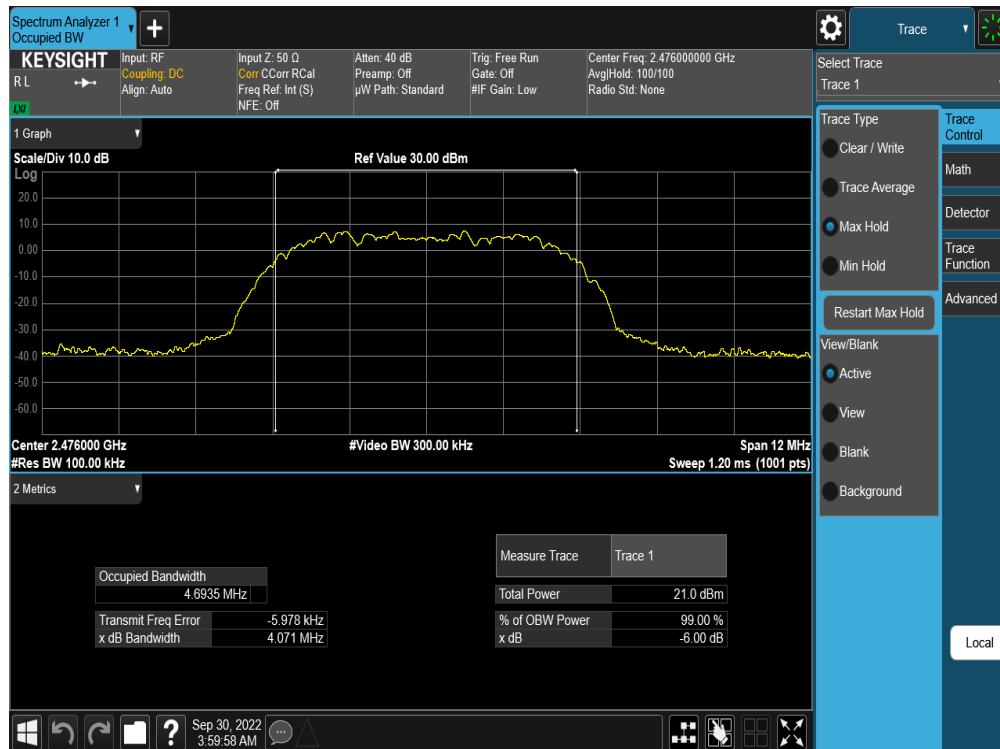 Spectrum Analyzer 1
Occupied BW
+
Trace
KEYSIGHT
R L
LXI
Input: RF
Coupling: DC
Align: Auto
Input Z: 50 Ω
Corr CCorr RCal
Freq Ref: Int (S)
NFE: Off
Atten: 40 dB
Preamp: Off
µW Path: Standard
Trig: Free Run
Gate: Off
#IF Gain: Low
Center Freq: 2.476000000 GHz
Avg|Hold: 100/100
Radio Std: None
Select Trace
Trace 1
1 Graph
Scale/Div 10.0 dB
Ref Value 30.00 dBm
Log
20.0
10.0
0.00
-10.0
-20.0
-30.0
-40.0
-50.0
-60.0
Center 2.476000 GHz
#Video BW 300.00 kHz
Span 12 MHz
#Res BW 100.00 kHz
Sweep 1.20 ms (1001 pts)
2 Metrics
Occupied Bandwidth
4.6935 MHz
Transmit Freq Error
-5.978 kHz
x dB Bandwidth
4.071 MHz
Measure Trace
Trace 1
Total Power
21.0 dBm
% of OBW Power
99.00 %
x dB
-6.00 dB
Trace Type
Clear / Write
Trace Average
Max Hold
Min Hold
Restart Max Hold
View/Blank
Active
View
Blank
Background
Trace
Control
Math
Detector
Trace
Function
Advanced
Local
?
Sep 30, 2022
3:59:58 AM